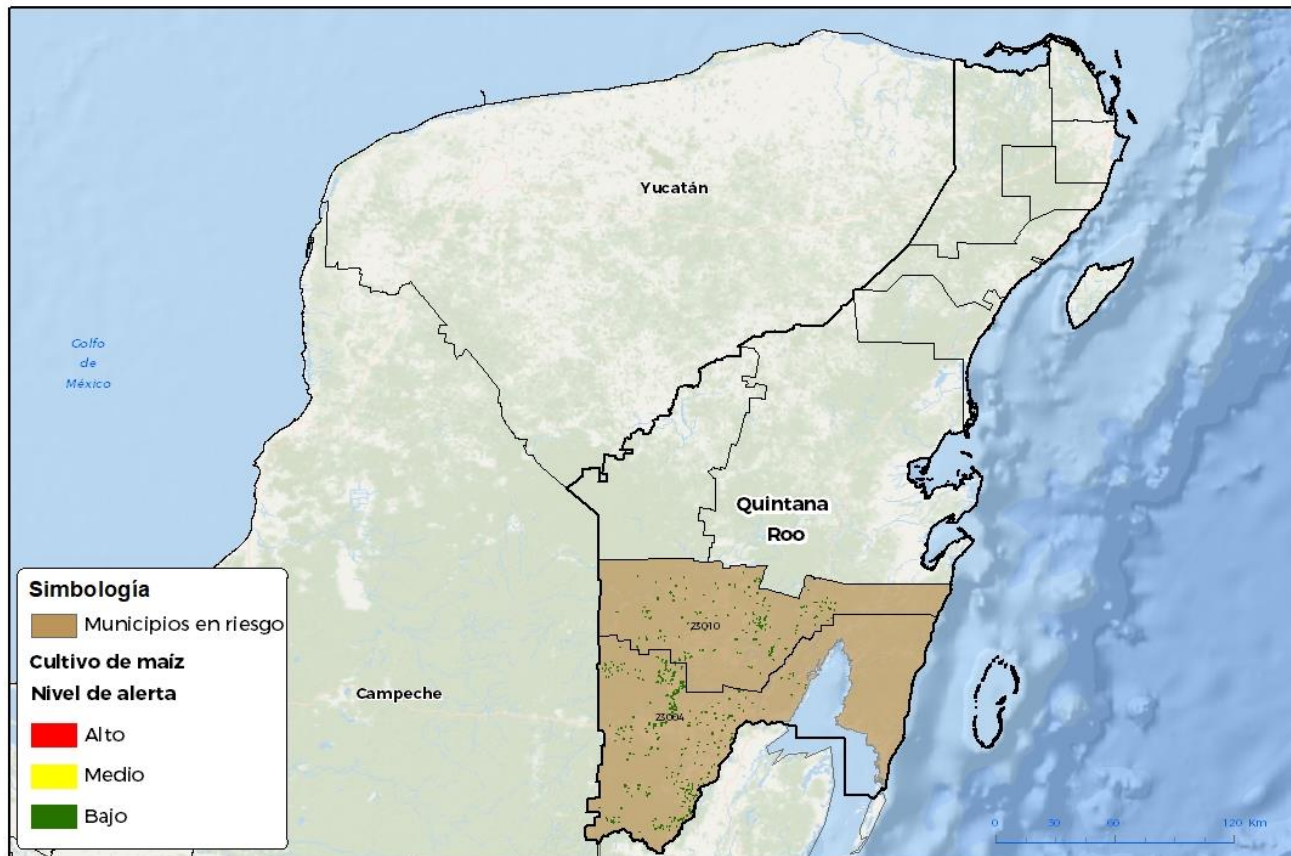 Yucatán
Golfo
de
México
Quintana
Roo
23010
Campeche
23004
Simbología
Municipios en riesgo
Cultivo de maíz
Nivel de alerta
Alto
Medio
Bajo
0 30 60 120 Km